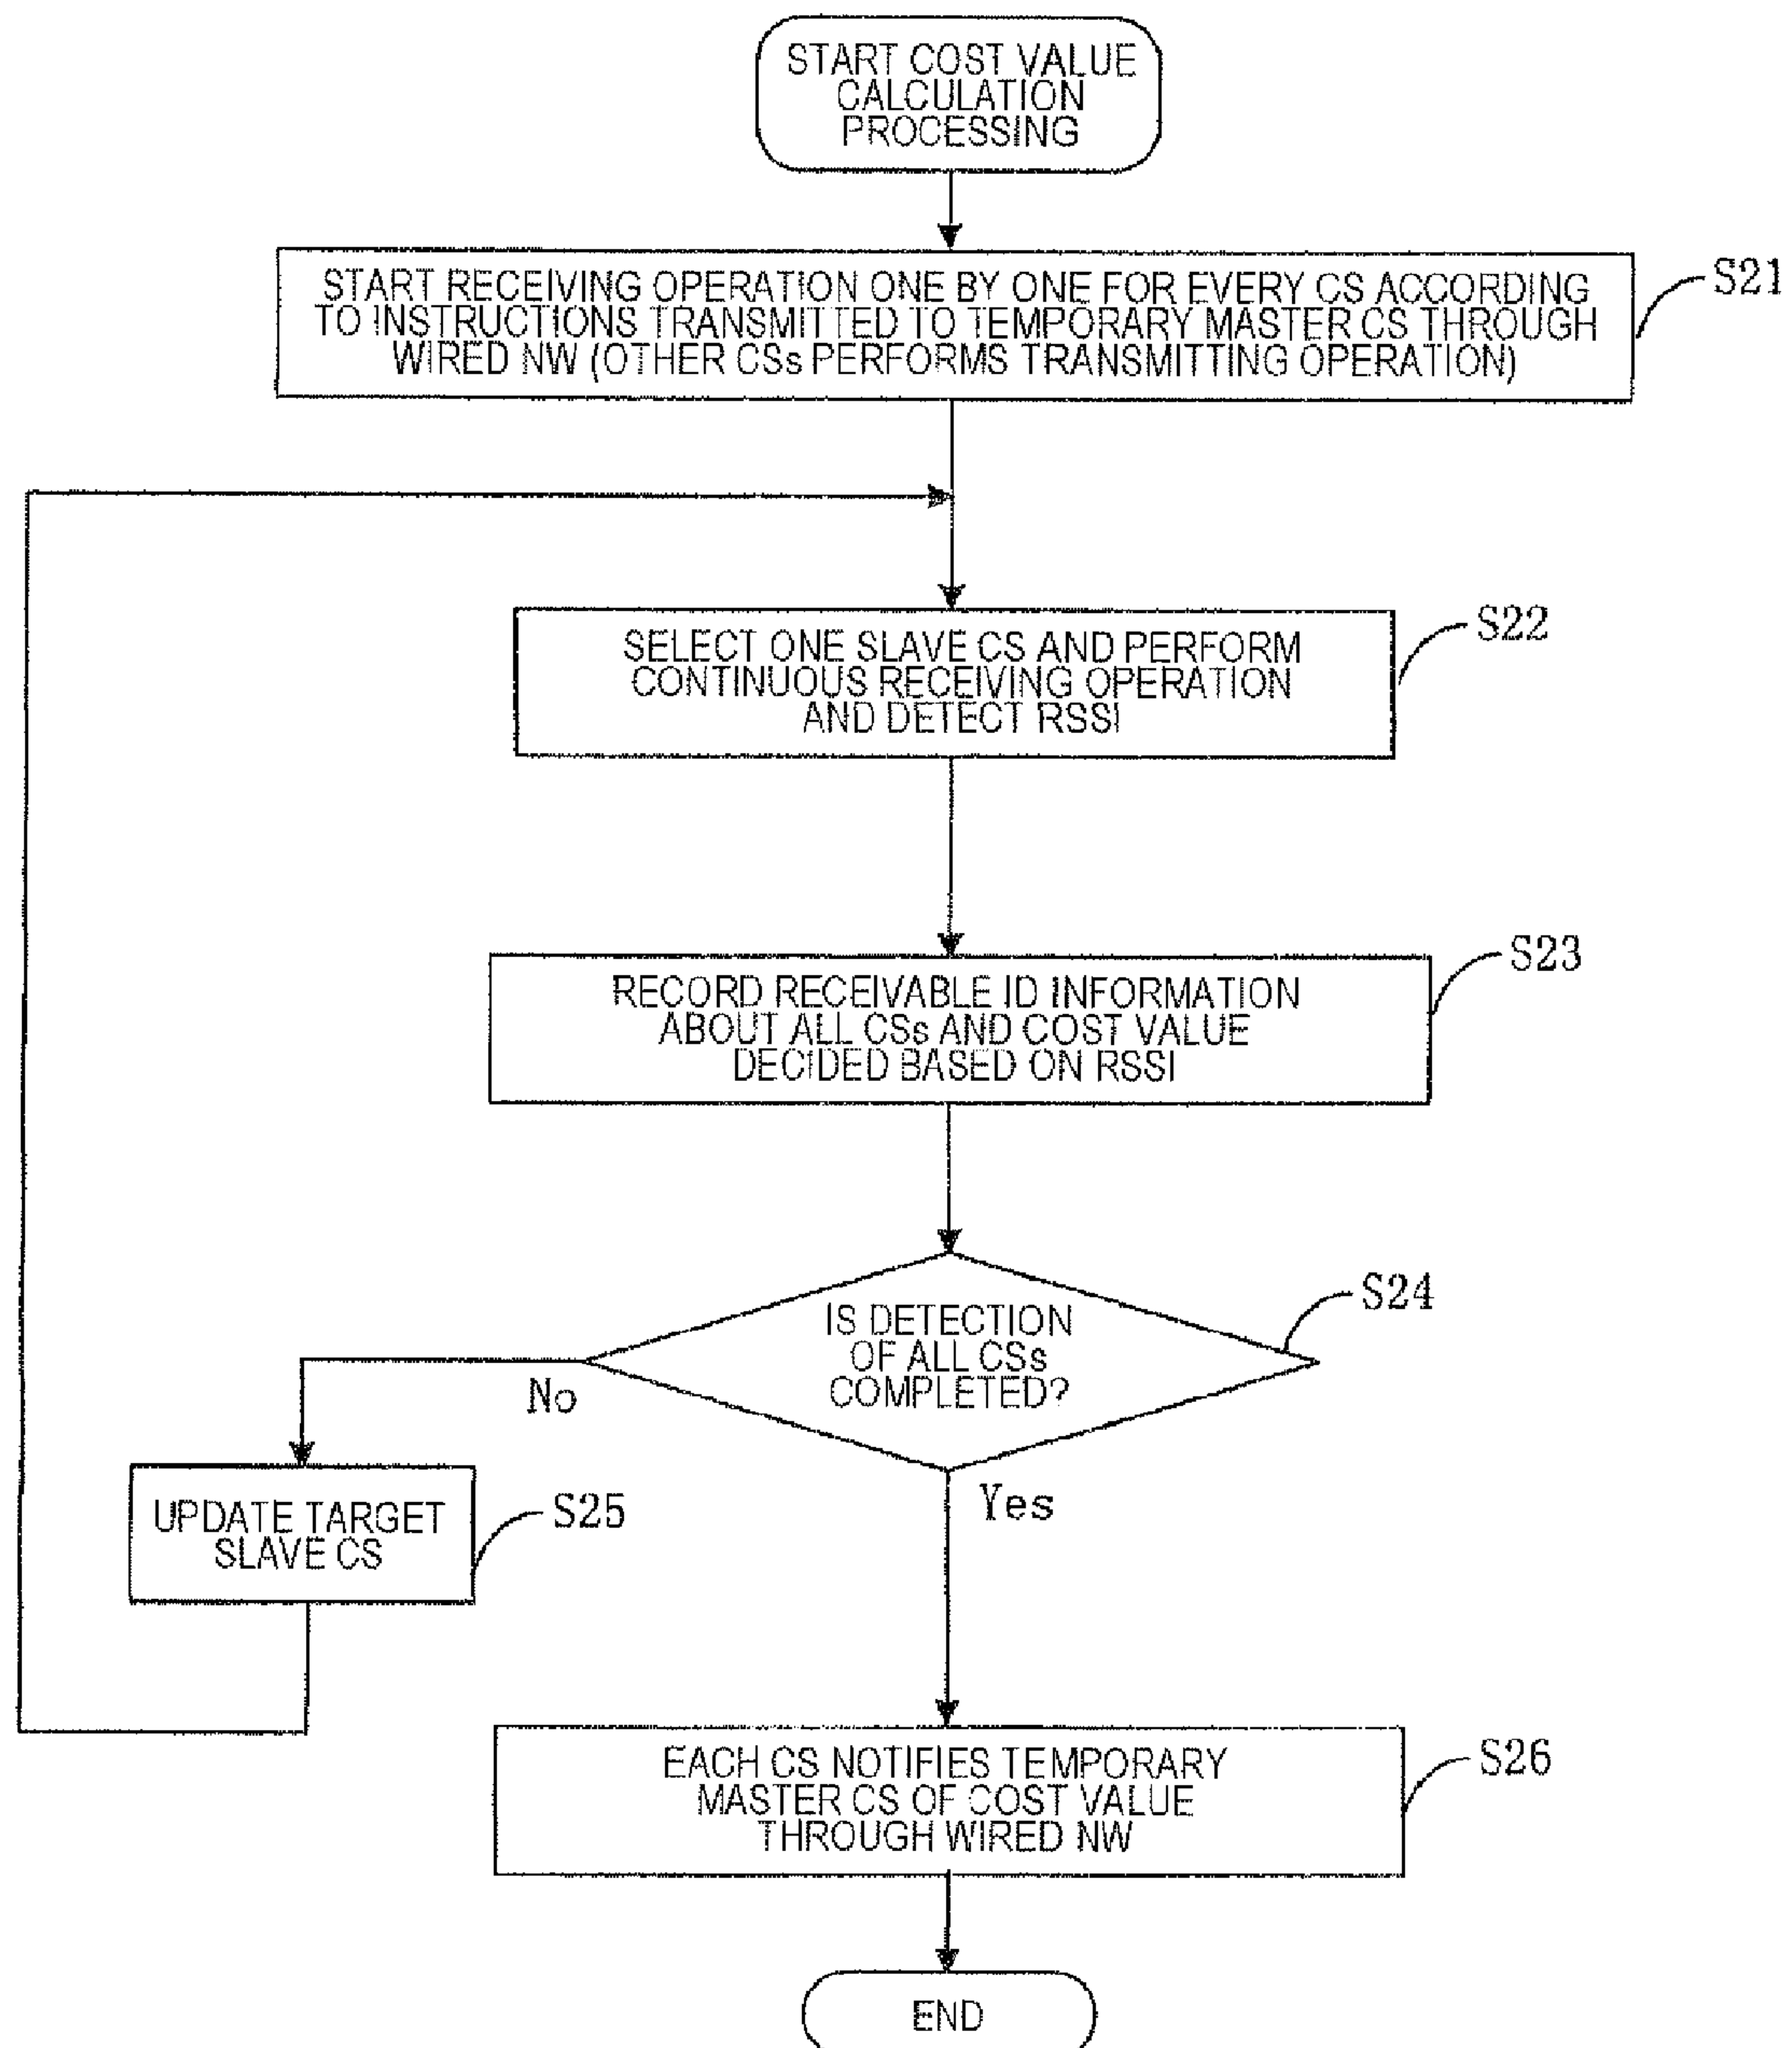 START COST VALUE
CALCULATION
PROCESSING
START RECEIVING OPERATION ONE BY ONE FOR EVERY CS ACCORDING
TO INSTRUCTIONS TRANSMITTED TO TEMPORARY MASTER CS THROUGH
WIRED NW (OTHER CSs PERFORMS TRANSMITTING OPERATION)
S21
SELECT ONE SLAVE CS AND PERFORM
CONTINUOUS RECEIVING OPERATION
AND DETECT RSSI
S22
RECORD RECEIVABLE ID INFORMATION
ABOUT ALL CSs AND COST VALUE
DECIDED BASED ON RSSI
S23
IS DETECTION
OF ALL CSs
COMPLETED?
S24
No
Yes
UPDATE TARGET
SLAVE CS
S25
EACH CS NOTIFIES TEMPORARY
MASTER CS OF COST VALUE
THROUGH WIRED NW
S26
END